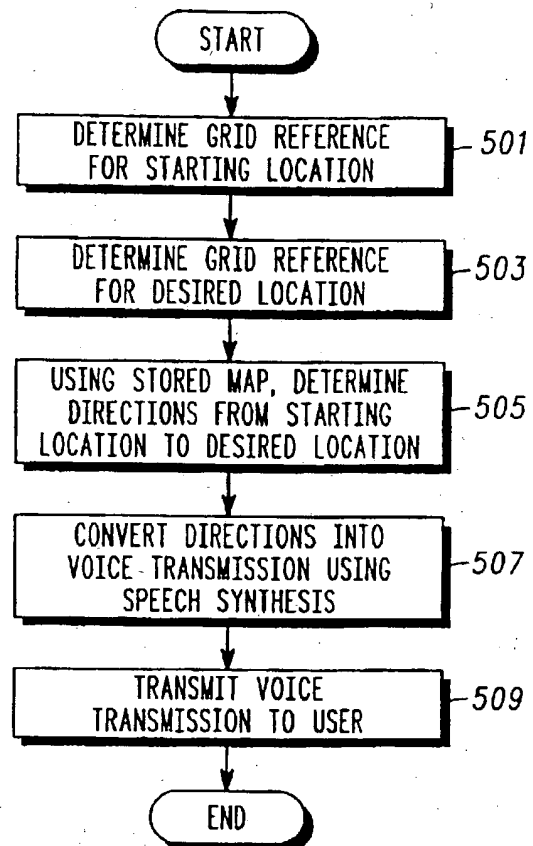 START
DETERMINE GRID REFERENCE
FOR STARTING LOCATION
501
DETERMINE GRID REFERENCE
FOR DESIRED LOCATION
503
USING STORED MAP, DETERMINE
DIRECTIONS FROM STARTING
LOCATION TO DESIRED LOCATION
505
CONVERT DIRECTIONS INTO
VOICE TRANSMISSION USING
SPEECH SYNTHESIS
507
TRANSMIT VOICE
TRANSMISSION TO USER
509
END